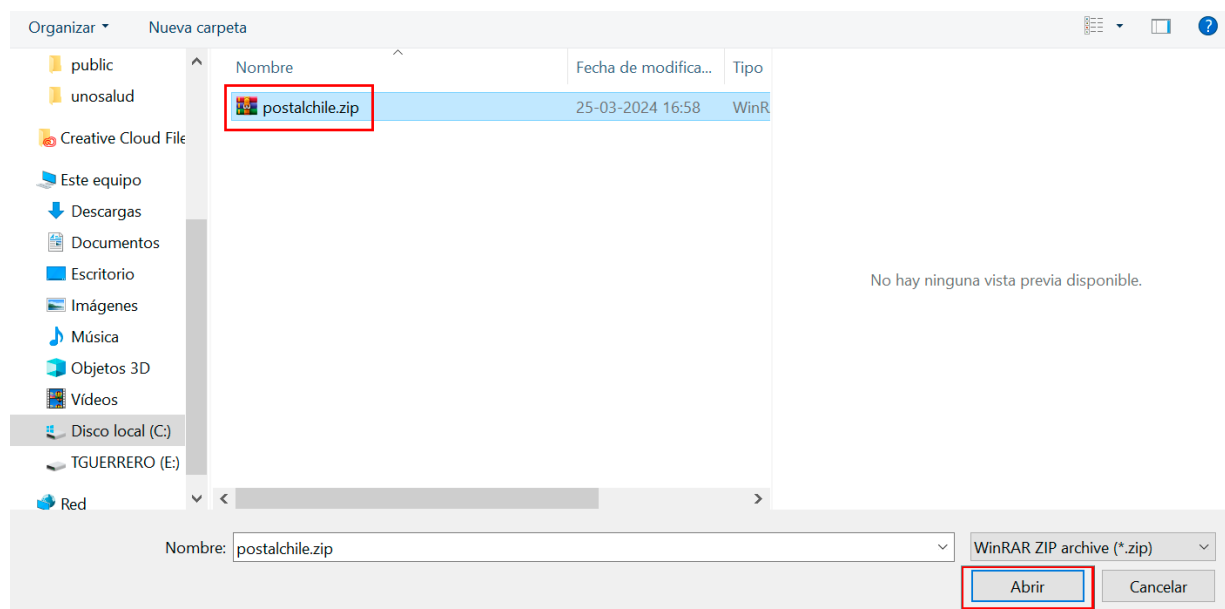 Organizar Nueva carpeta ?
public
unosalud
Creative Cloud File
Este equipo
Descargas
Documentos
Escritorio
Imágenes
Música
Objetos 3D
Vídeos
Disco local (C:)
TGUERRERO (E:)
Red
Nombre Fecha de modifica... Tipo
postalchile.zip 25-03-2024 16:58 WinR
No hay ninguna vista previa disponible.
Nombre: postalchile.zip WinRAR ZIP archive (*.zip)
Abrir Cancelar